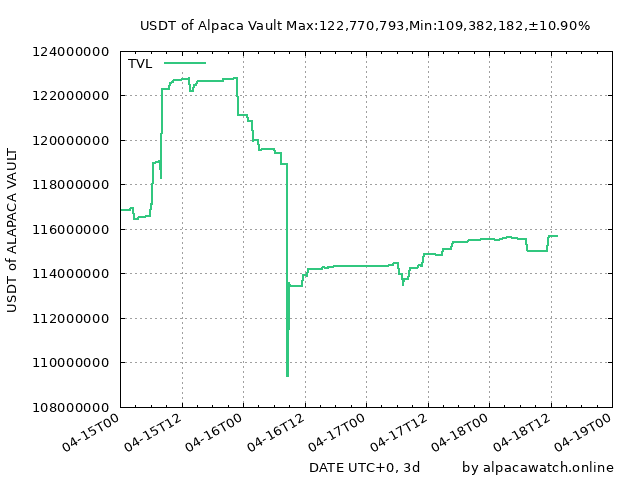 USDT of Alpaca Vault Max:122,770,793,Min:109,382,182,±10.90%
TVL
124000000
122000000
120000000
118000000
116000000
114000000
112000000
110000000
108000000
USDT of ALAPACA VAULT
04-15T00
04-15T12
04-16T00
04-16T12
04-17T00
04-17T12
04-18T00
04-18T12
04-19T00
DATE UTC+0, 3d
by alpacawatch.online